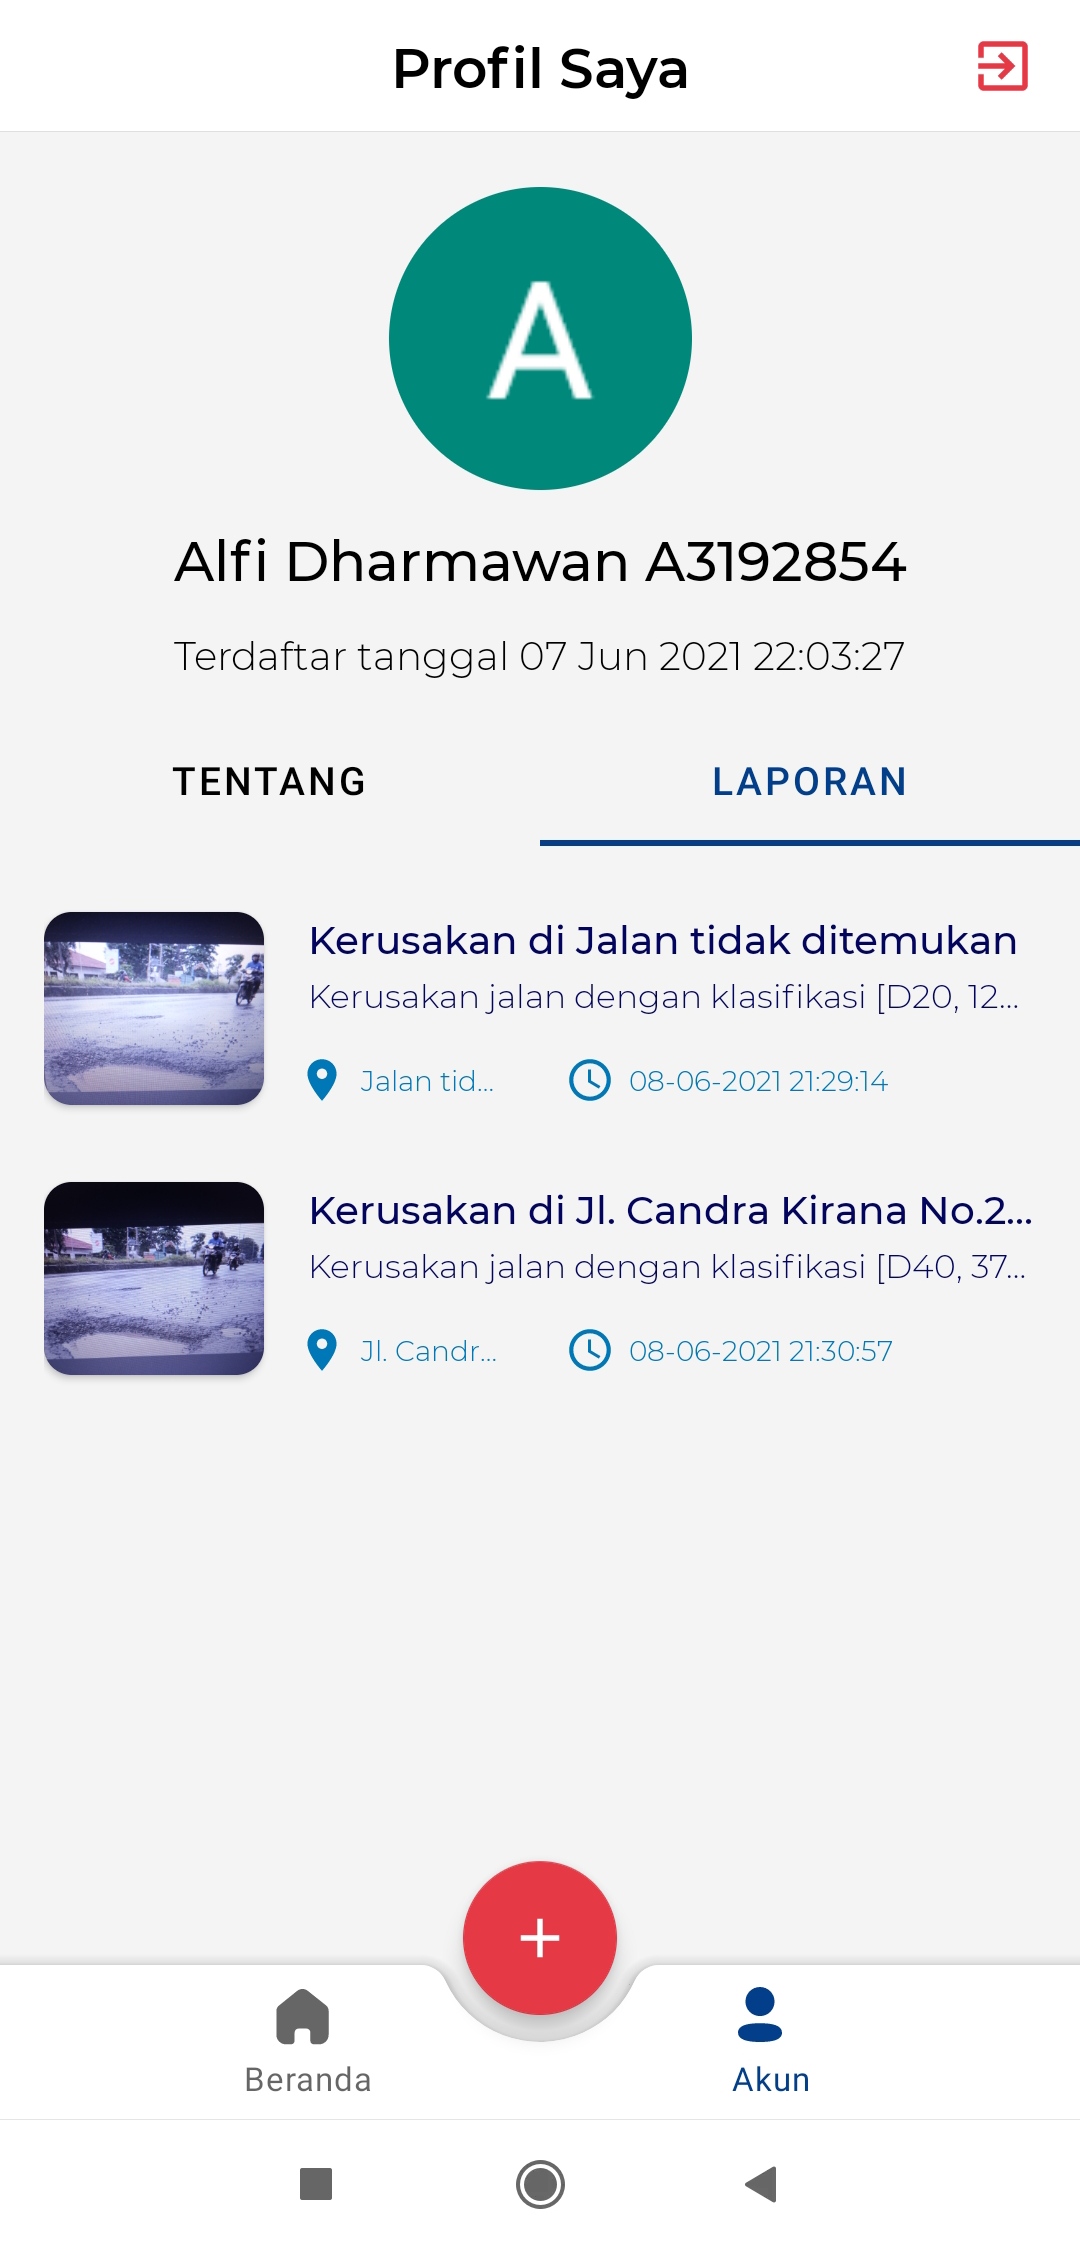 Profil Saya
A
Alfi Dharmawan A3192854
Terdaftar tanggal 07 Jun 2021 22:03:27
TENTANG
LAPORAN
Kerusakan di Jalan tidak ditemukan
Kerusakan jalan dengan klasifikasi [D20, 12...
Jalan tid...
08-06-2021 21:29:14
Kerusakan di Jl. Candra Kirana No.2...
Kerusakan jalan dengan klasifikasi [D40, 37...
Jl. Candr...
08-06-2021 21:30:57
+
Beranda
Akun